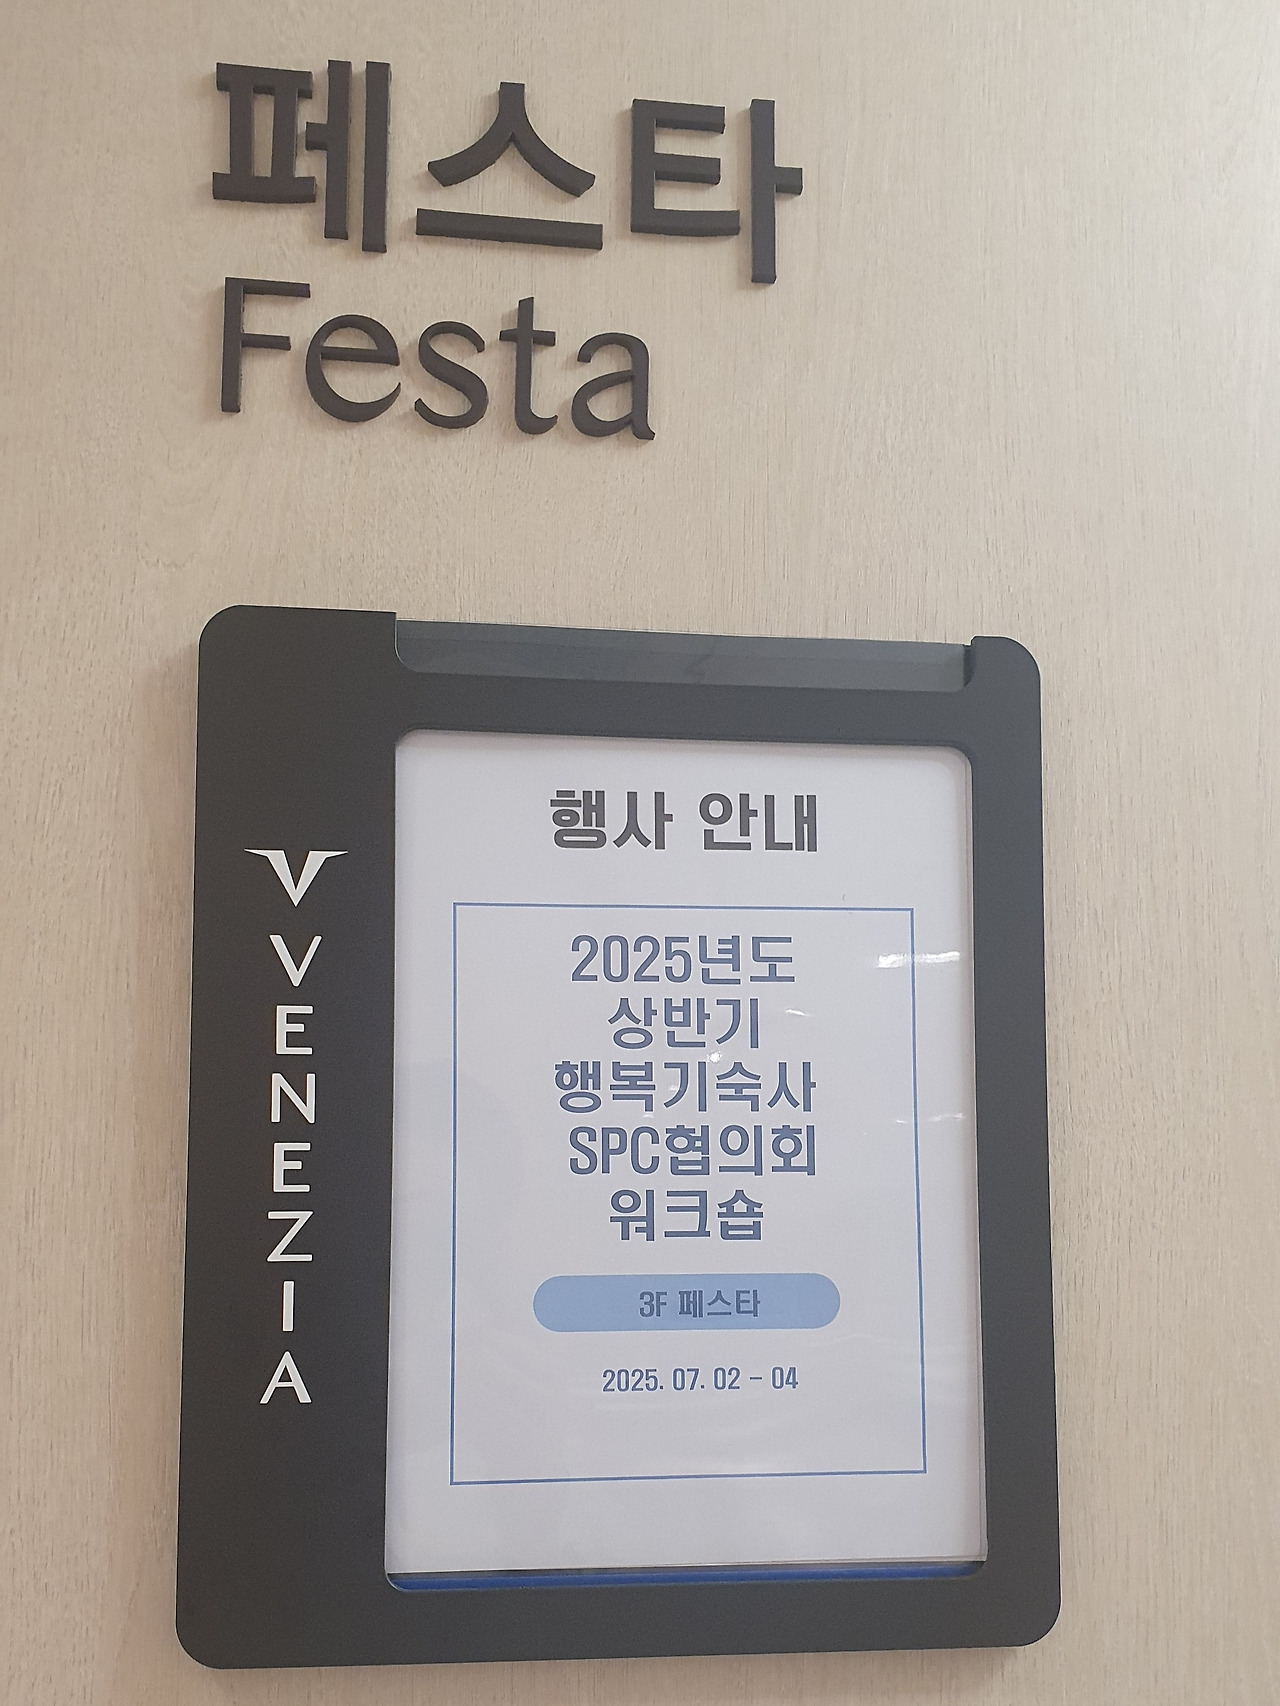 페스타
Festa
VENEZIA
행사 안내
2025년도
상반기
행복기숙사
SPC협의회
워크숍
3F 페스타
2025. 07. 02 - 04